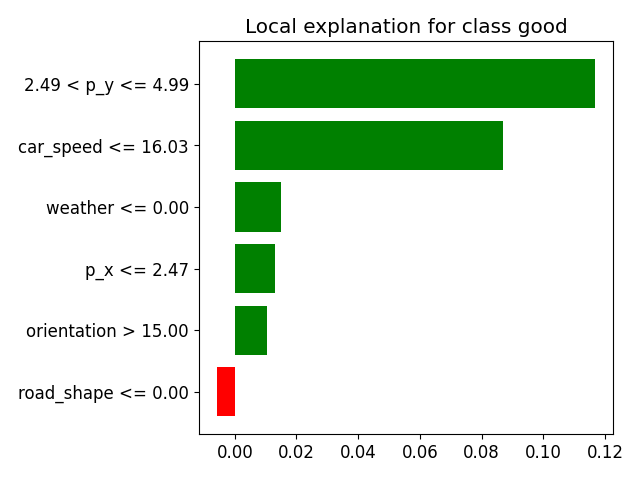 Local explanation for class good
2.49 < p_y <= 4.99
car_speed <= 16.03
weather <= 0.00
p_x <= 2.47
orientation > 15.00
road_shape <= 0.00
0.00 0.02 0.04 0.06 0.08 0.10 0.12